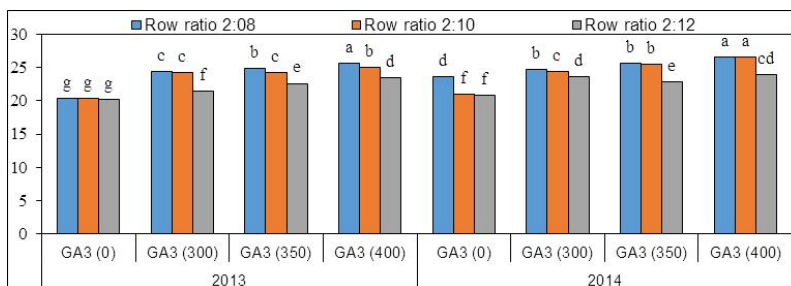 Row ratio 2:08 Row ratio 2:10 Row ratio 2:12
30
25
20
15
10
5
0
g g g c c f b c e a b d d f f b c d b b e a a cd
GA3 (0) GA3 (300) GA3 (350) GA3 (400) GA3 (0) GA3 (300) GA3 (350) GA3 (400)
2013 2014